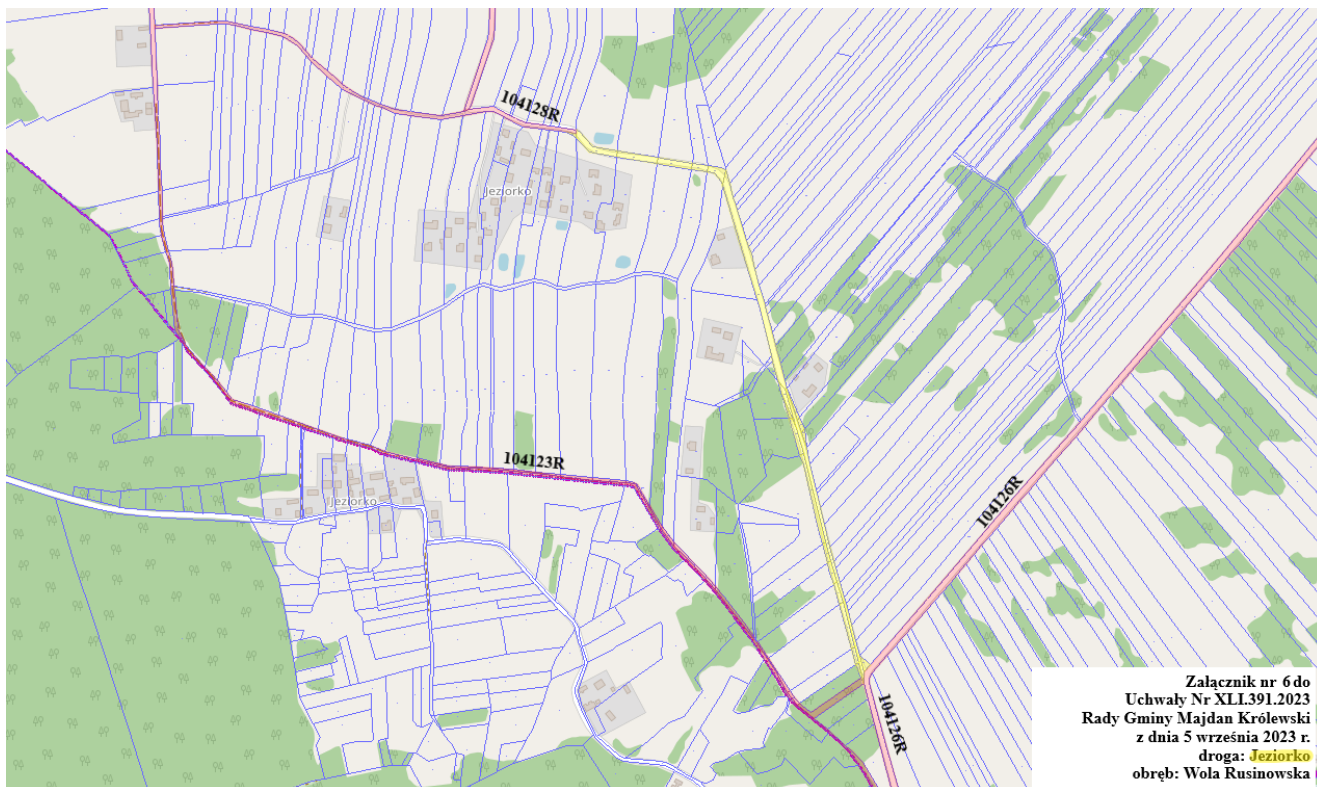 104128R
Jeziorko
104123R
Jeziorko
104126R
104126R
Załącznik nr 6 do
Uchwały Nr XLI.391.2023
Rady Gminy Majdan Królewski
z dnia 5 września 2023 r.
droga: Jeziorko
obręb: Wola Rusinowska